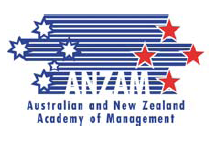 ANZAM
Australian and New Zealand
Academy of Management